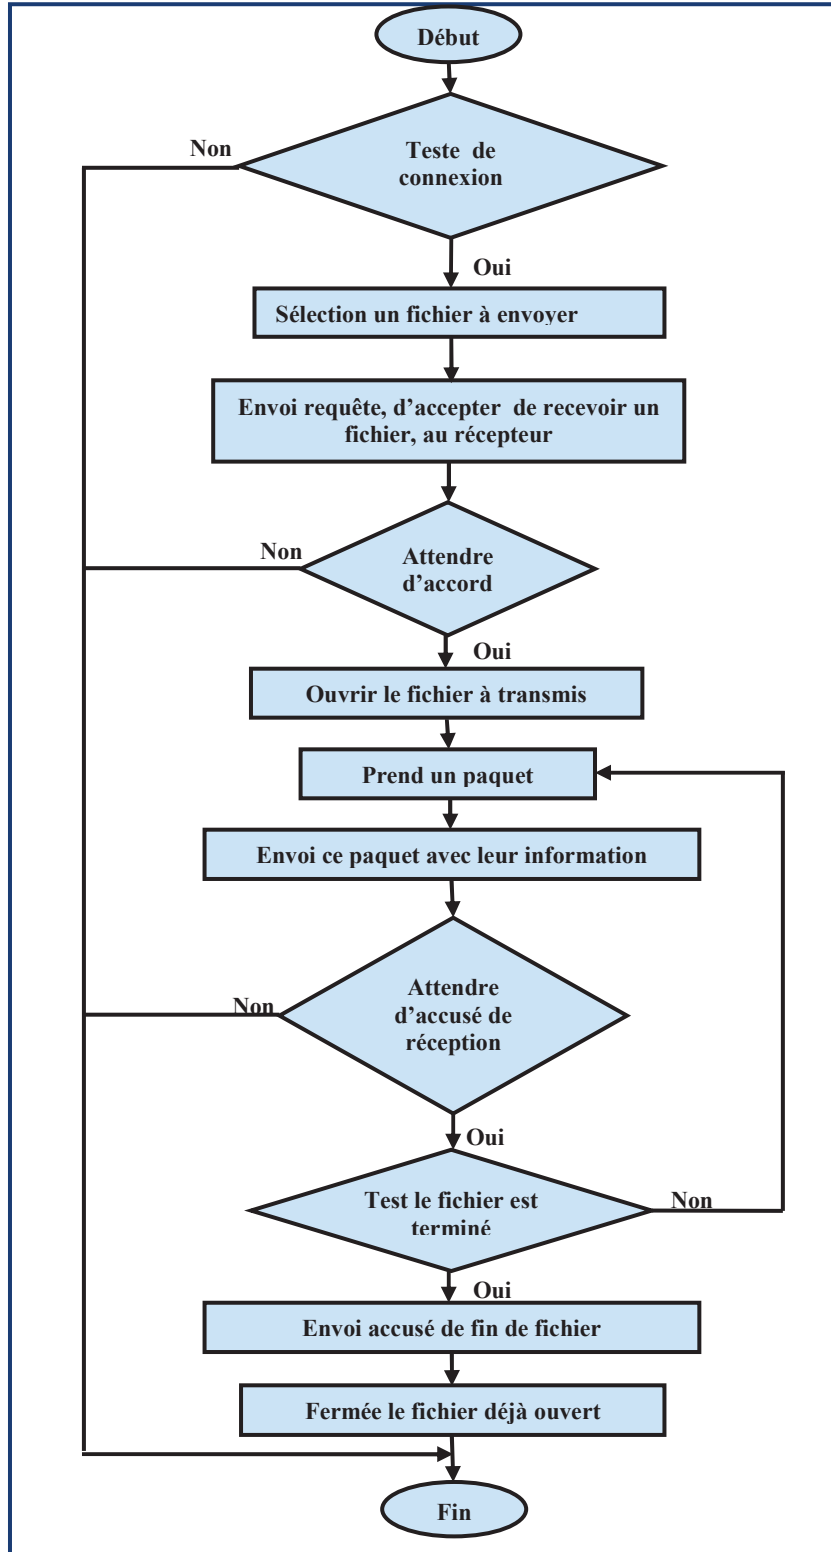 Début
Non
Teste de
connexion
Oui
Sélection un fichier à envoyer
Envoi requête, d’accepter de recevoir un
fichier, au récepteur
Non
Attendre
d’accord
Oui
Ouvrir le fichier à transmis
Prend un paquet
Envoi ce paquet avec leur information
Attendre
Non
d’accusé de
réception
Oui
Test le fichier est
Non
terminé
Oui
Envoi accusé de fin de fichier
Fermée le fichier déjà ouvert
Fin